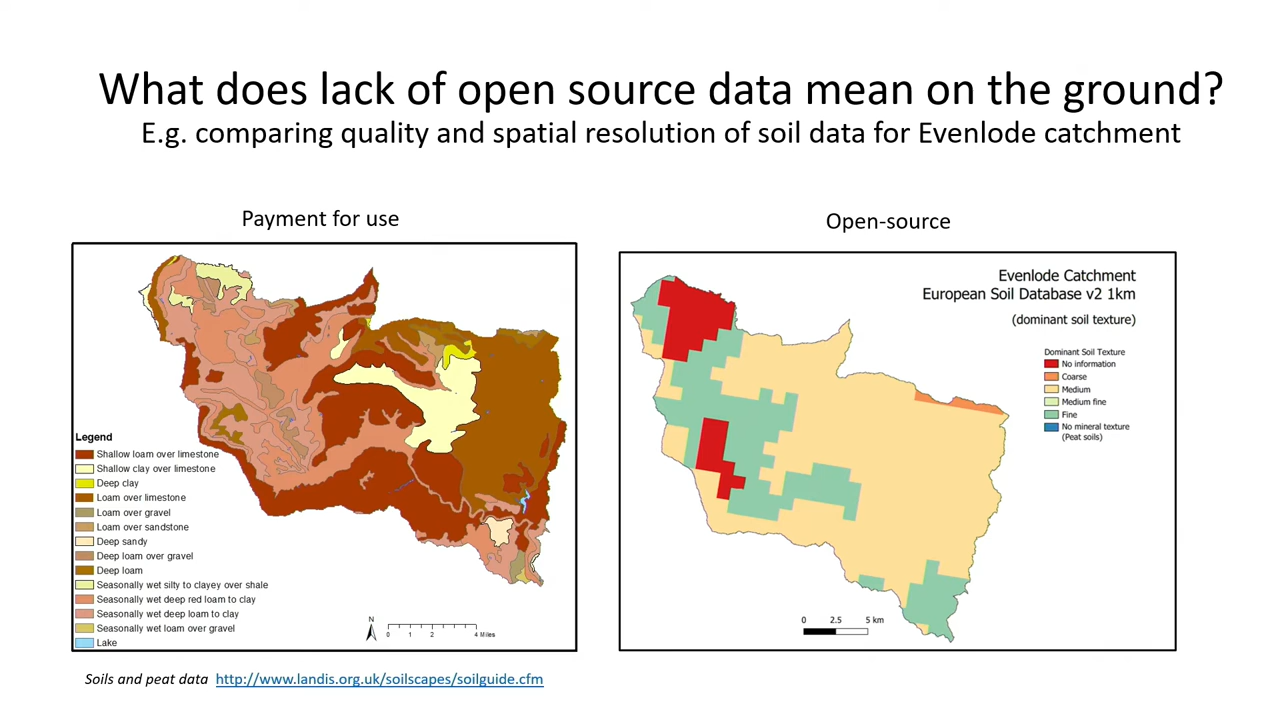 What does lack of open source data mean on the ground?
E.g. comparing quality and spatial resolution of soil data for Evenlode catchment
Payment for use
Legend
Shallow loam over limestone
Shallow clay over limestone
Deep clay
Loam over limestone
Loam over gravel
Loam over sandstone
Deep sandy
Deep loam over gravel
Deep loam
Seasonally wet silty to clayey over shale
Seasonally wet deep red loam to clay
Seasonally wet deep loam to clay
Seasonally wet loam over gravel
Lake
N
0 1 2 4 Miles
Open-source
Evenlode Catchment
European Soil Database v2 1km
(dominant soil texture)
Dominant Soil Texture
No information
Coarse
Medium
Medium fine
Fine
No mineral texture
(Peat soils)
0 2.5 5 km
Soils and peat data http://www.landis.org.uk/soilscapes/soilguide.cfm